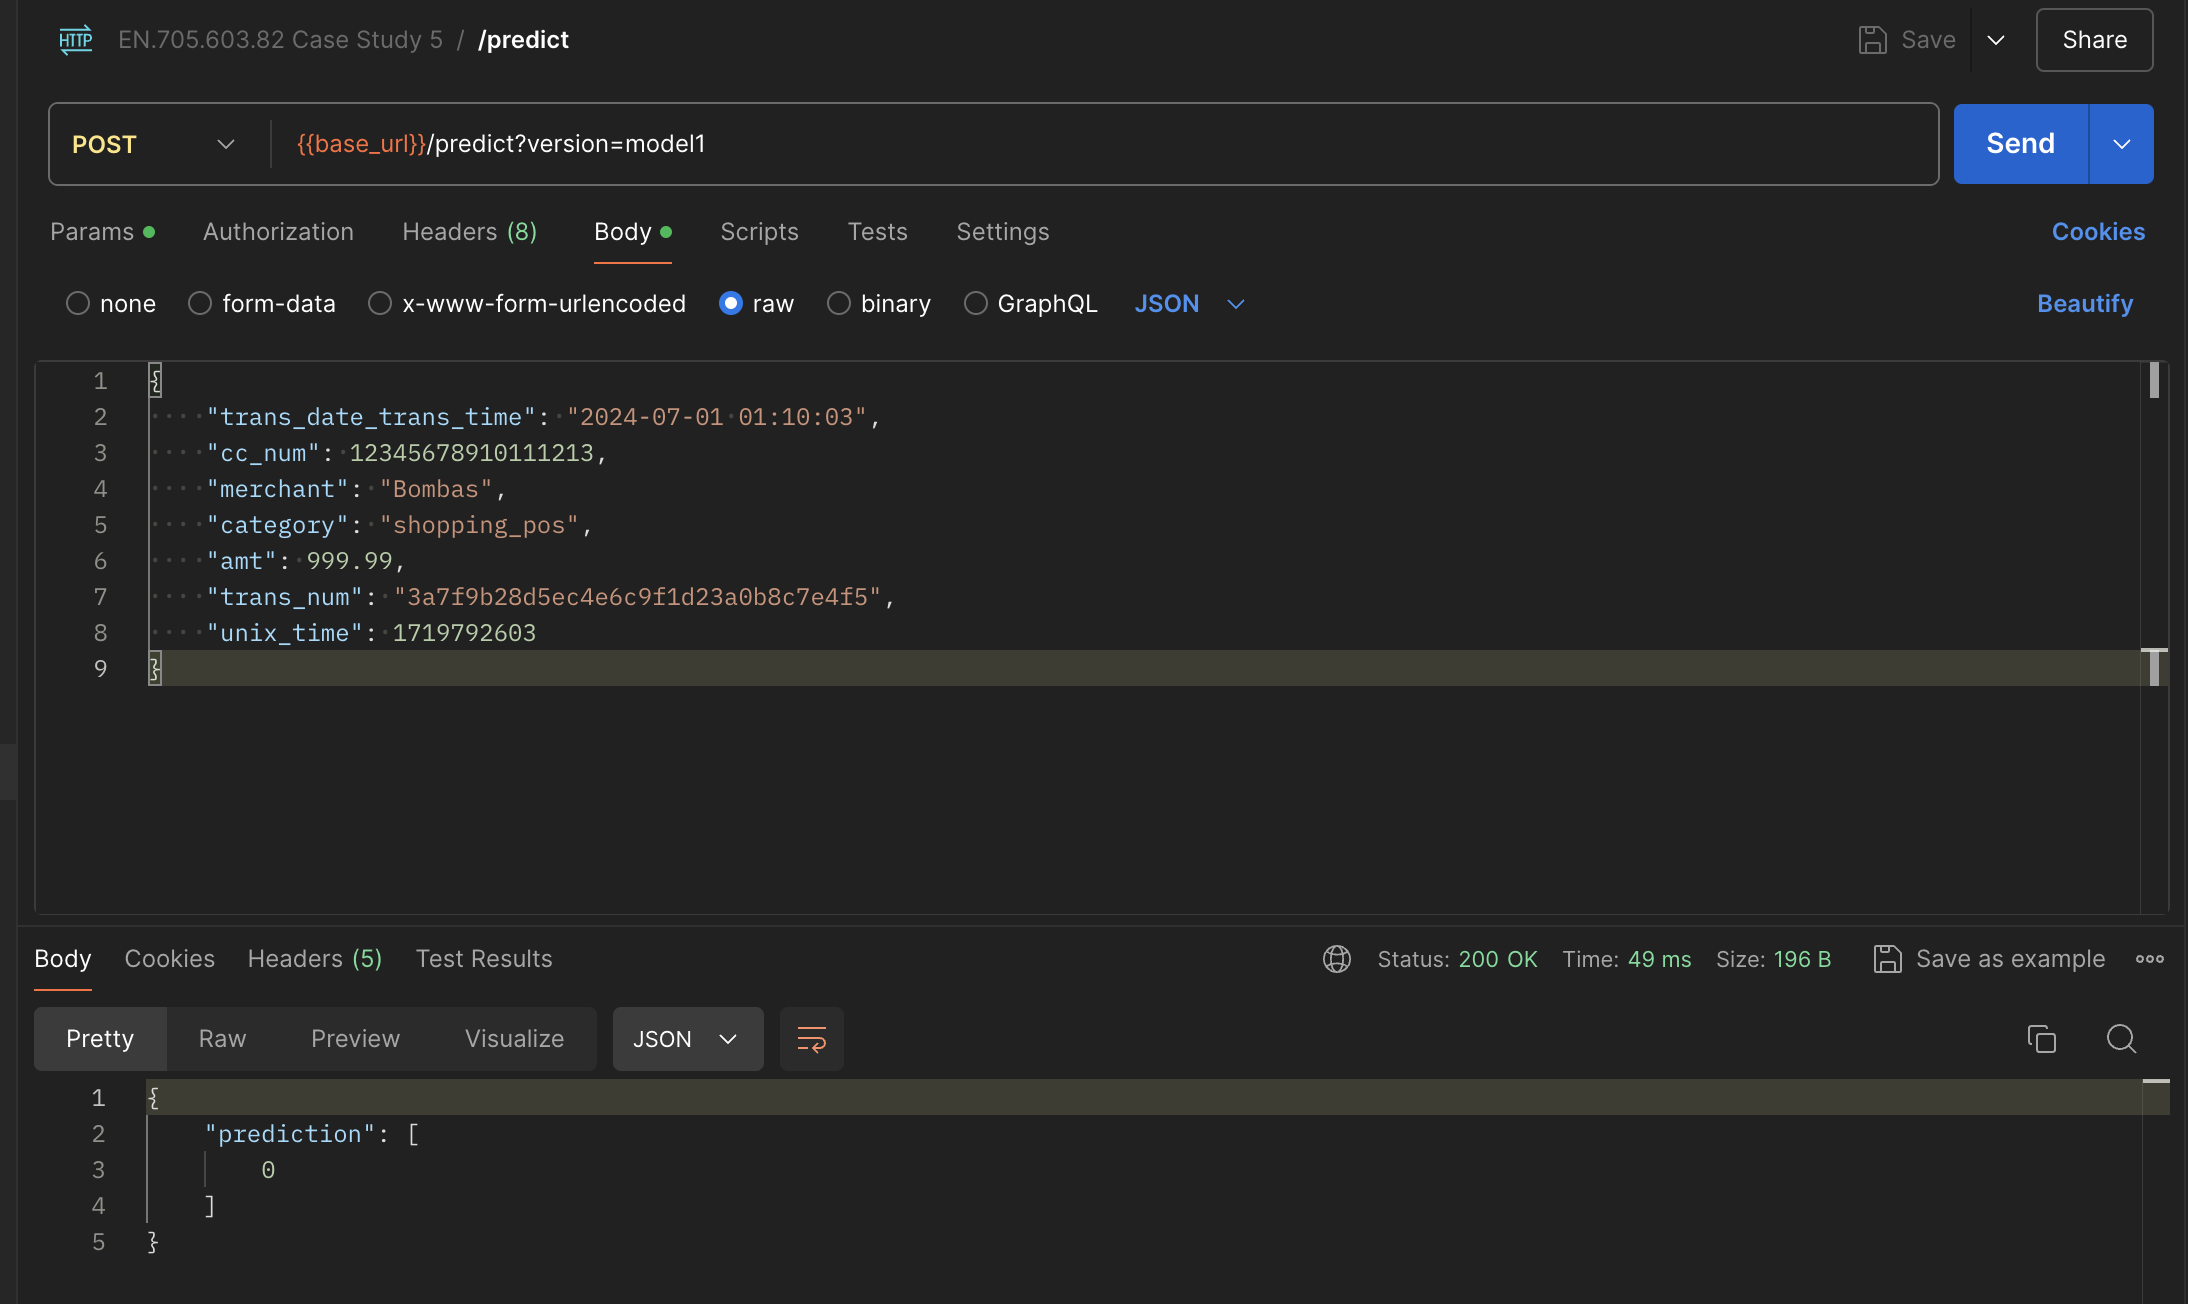 HTTP EN.705.603.82 Case Study 5 / /predict Save Share
POST {{base_url}}/predict?version=model1 Send
Params Authorization Headers (8) Body Scripts Tests Settings Cookies
none form-data x-www-form-urlencoded raw binary GraphQL JSON Beautify
1 {
2 "trans_date_trans_time": "2024-07-01 01:10:03",
3 "cc_num": 12345678910111213,
4 "merchant": "Bombas",
5 "category": "shopping_pos",
6 "amt": 999.99,
7 "trans_num": "3a7f9b28d5ec4e6c9f1d23a0b8c7e4f5",
8 "unix_time": 1719792603
9 }
Body Cookies Headers (5) Test Results Status: 200 OK Time: 49 ms Size: 196 B Save as example
Pretty Raw Preview Visualize JSON
1 {
2 "prediction": [
3 0
4 ]
5 }